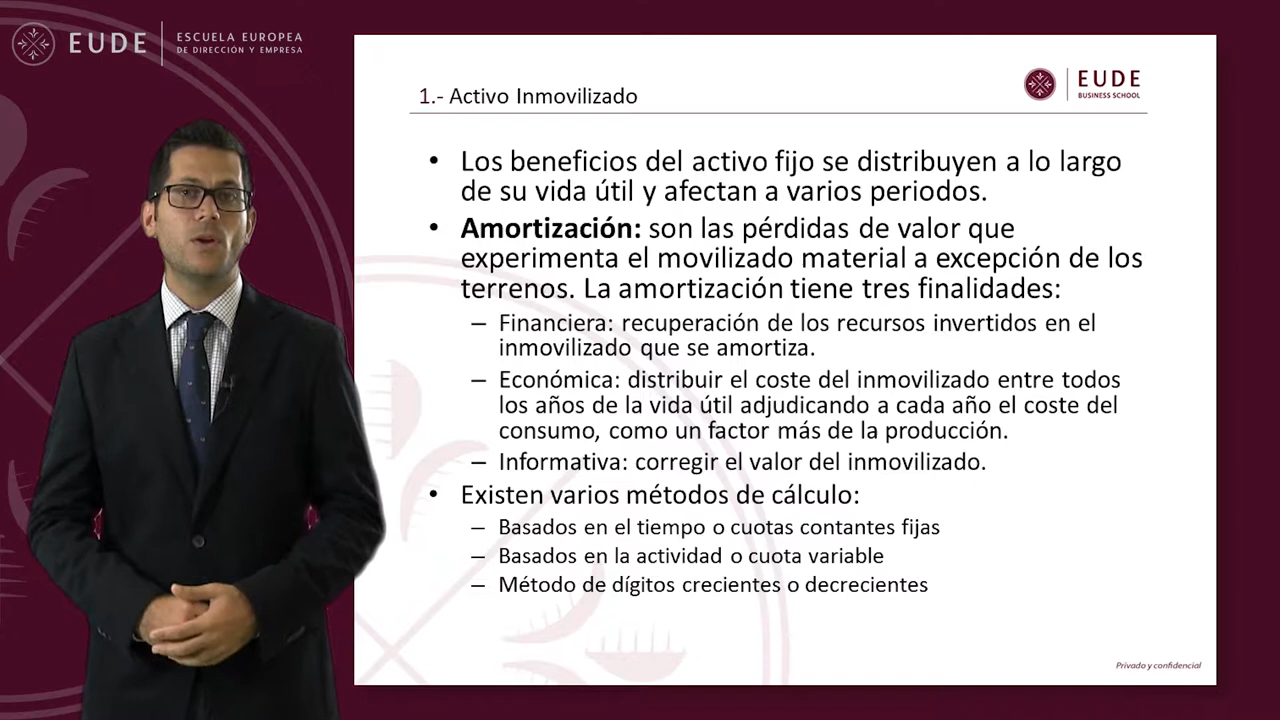 EUDE
ESCUELA EUROPEA
DE DIRECCIÓN Y EMPRESA
1.- Activo Inmovilizado
EUDE
BUSINESS SCHOOL
• Los beneficios del activo fijo se distribuyen a lo largo
de su vida útil y afectan a varios periodos.
• Amortización: son las pérdidas de valor que
experimenta el movilizado material a excepción de los
terrenos. La amortización tiene tres finalidades:
– Financiera: recuperación de los recursos invertidos en el
inmovilizado que se amortiza.
– Económica: distribuir el coste del inmovilizado entre todos
los años de la vida útil adjudicando a cada año el coste del
consumo, como un factor más de la producción.
– Informativa: corregir el valor del inmovilizado.
• Existen varios métodos de cálculo:
– Basados en el tiempo o cuotas contantes fijas
– Basados en la actividad o cuota variable
– Método de dígitos crecientes o decrecientes
Privado y confidencial